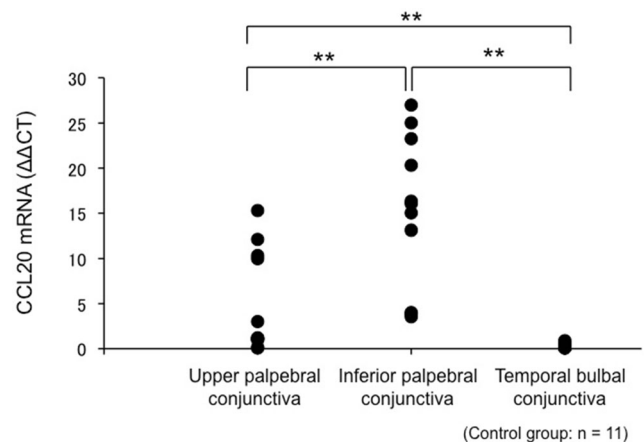 **
**
**
30
25
20
15
10
5
0
CCL20 mRNA (ΔΔCT)
Upper palpebral
conjunctiva
Inferior palpebral
conjunctiva
Temporal bulbal
conjunctiva
(Control group: n = 11)